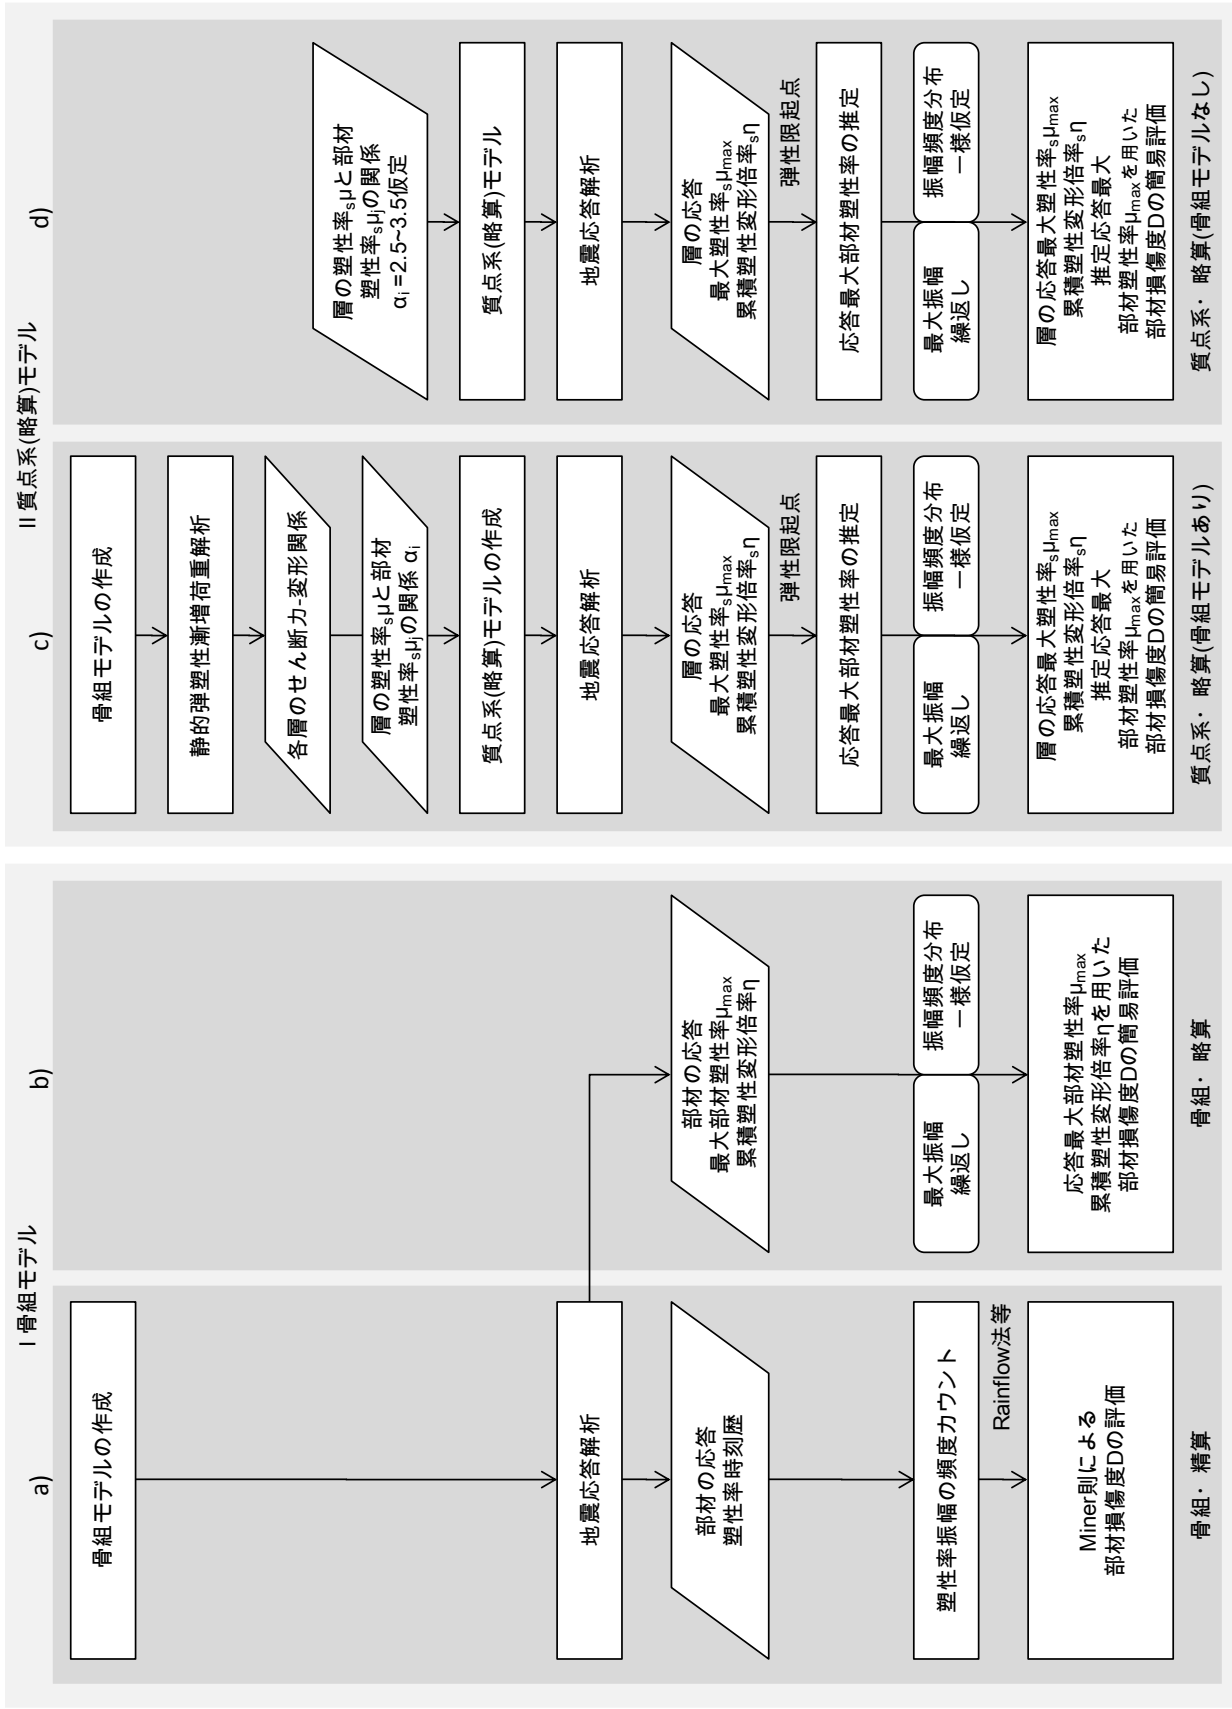 I 骨組モデル
a)
骨組モデルの作成
地震応答解析
部材の応答
塑性率時刻歴
塑性率振幅の頻度カウント
Rainflow法等
Miner則による
部材損傷度Dの評価
骨組・精算
b)
部材の応答
最大部材塑性率μmax
累積塑性変形倍率η
最大振幅
繰返し
振幅頻度分布
一様仮定
応答最大部材塑性率μmax
累積塑性変形倍率ηを用いた
部材損傷度Dの簡易評価
骨組・略算
II 質点系(略算)モデル
c)
骨組モデルの作成
静的弾塑性漸増荷重解析
各層のせん断力-変形関係
層の塑性率sμと部材
塑性率sμjの関係 αi
質点系(略算)モデルの作成
地震応答解析
層の応答
最大塑性率sμmax
累積塑性変形倍率sη
弾性限起点
応答最大部材塑性率の推定
最大振幅
繰返し
振幅頻度分布
一様仮定
層の応答最大塑性率sμmax
累積塑性変形倍率sη
推定応答最大
部材塑性率μmaxを用いた
部材損傷度Dの簡易評価
質点系・略算(骨組モデルあり)
d)
層の塑性率sμと部材
塑性率sμjの関係
αi =2.5~3.5仮定
質点系(略算)モデル
地震応答解析
層の応答
最大塑性率sμmax
累積塑性変形倍率sη
弾性限起点
応答最大部材塑性率の推定
最大振幅
繰返し
振幅頻度分布
一様仮定
層の応答最大塑性率sμmax
累積塑性変形倍率sη
推定応答最大
部材塑性率μmaxを用いた
部材損傷度Dの簡易評価
質点系・略算(骨組モデルなし)